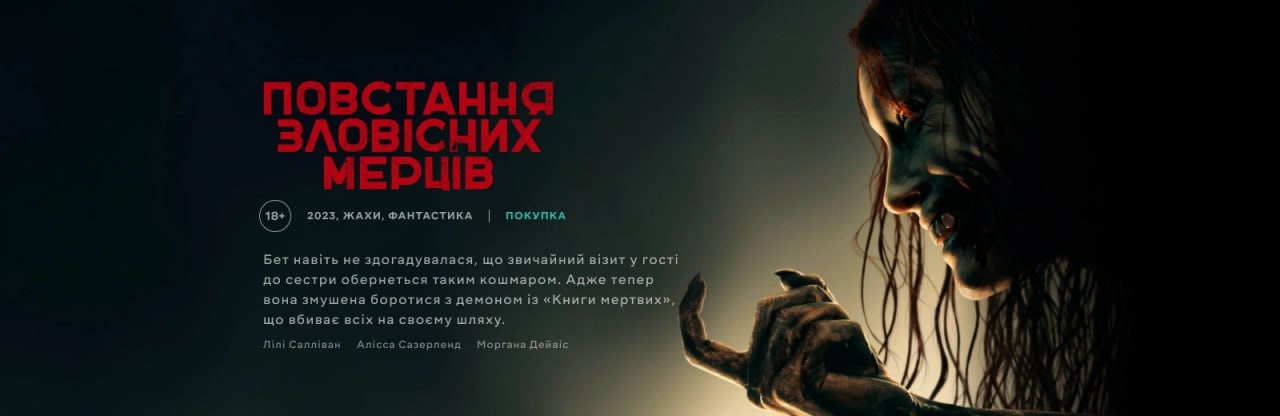 ПОВСТАННЯ
ЗЛОВІСНИХ
МЕРЦІВ
18+ 2023, ЖАХИ, ФАНТАСТИКА | ПОКУПКА
Бет навіть не здогадувалася, що звичайний візит у гості
до сестри обернеться таким кошмаром. Адже тепер
вона змушена боротися з демоном із «Книги мертвих»,
що вбиває всіх на своєму шляху.
Лілі Салліван Алісса Сазерленд Моргана Дейвіс